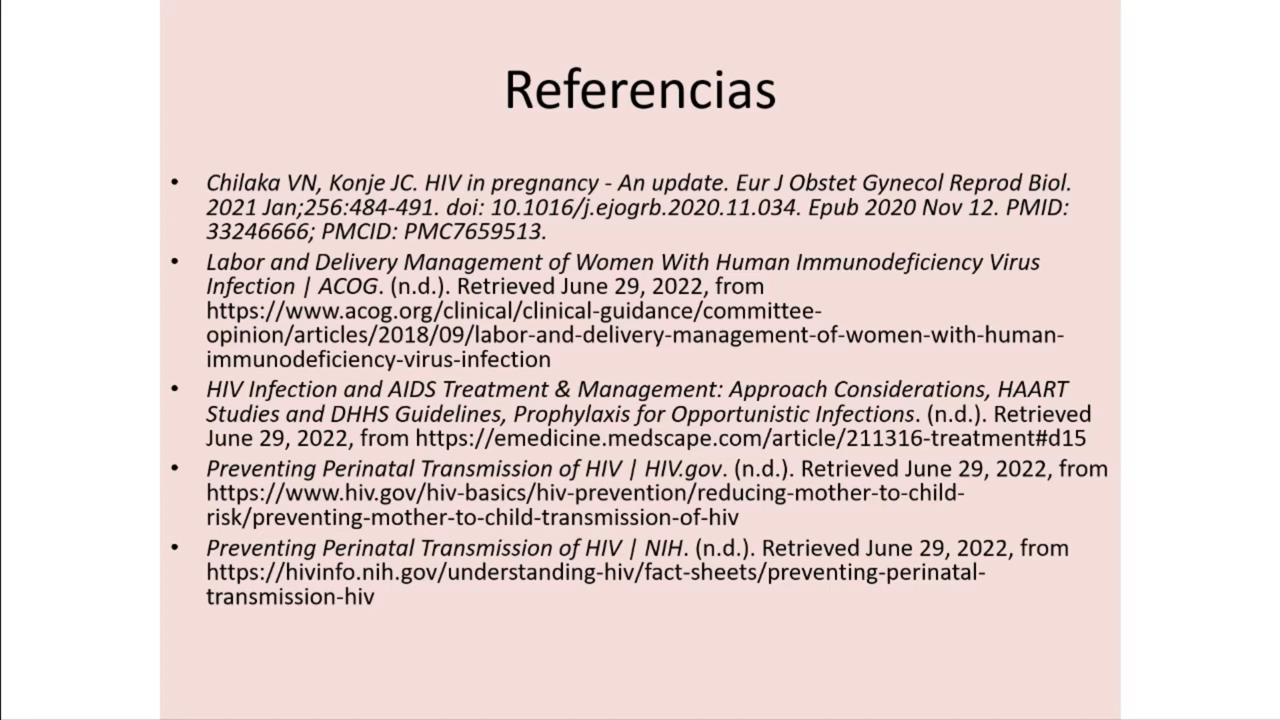 Referencias
• Chilaka VN, Konje JC. HIV in pregnancy - An update. Eur J Obstet Gynecol Reprod Biol.
2021 Jan;256:484-491. doi: 10.1016/j.ejogrb.2020.11.034. Epub 2020 Nov 12. PMID:
33246666; PMCID: PMC7659513.
• Labor and Delivery Management of Women With Human Immunodeficiency Virus
Infection | ACOG. (n.d.). Retrieved June 29, 2022, from
https://www.acog.org/clinical/clinical-guidance/committee-
opinion/articles/2018/09/labor-and-delivery-management-of-women-with-human-
immunodeficiency-virus-infection
• HIV Infection and AIDS Treatment & Management: Approach Considerations, HAART
Studies and DHHS Guidelines, Prophylaxis for Opportunistic Infections. (n.d.). Retrieved
June 29, 2022, from https://emedicine.medscape.com/article/211316-treatment#d15
• Preventing Perinatal Transmission of HIV | HIV.gov. (n.d.). Retrieved June 29, 2022, from
https://www.hiv.gov/hiv-basics/hiv-prevention/reducing-mother-to-child-
risk/preventing-mother-to-child-transmission-of-hiv
• Preventing Perinatal Transmission of HIV | NIH. (n.d.). Retrieved June 29, 2022, from
https://hivinfo.nih.gov/understanding-hiv/fact-sheets/preventing-perinatal-
transmission-hiv